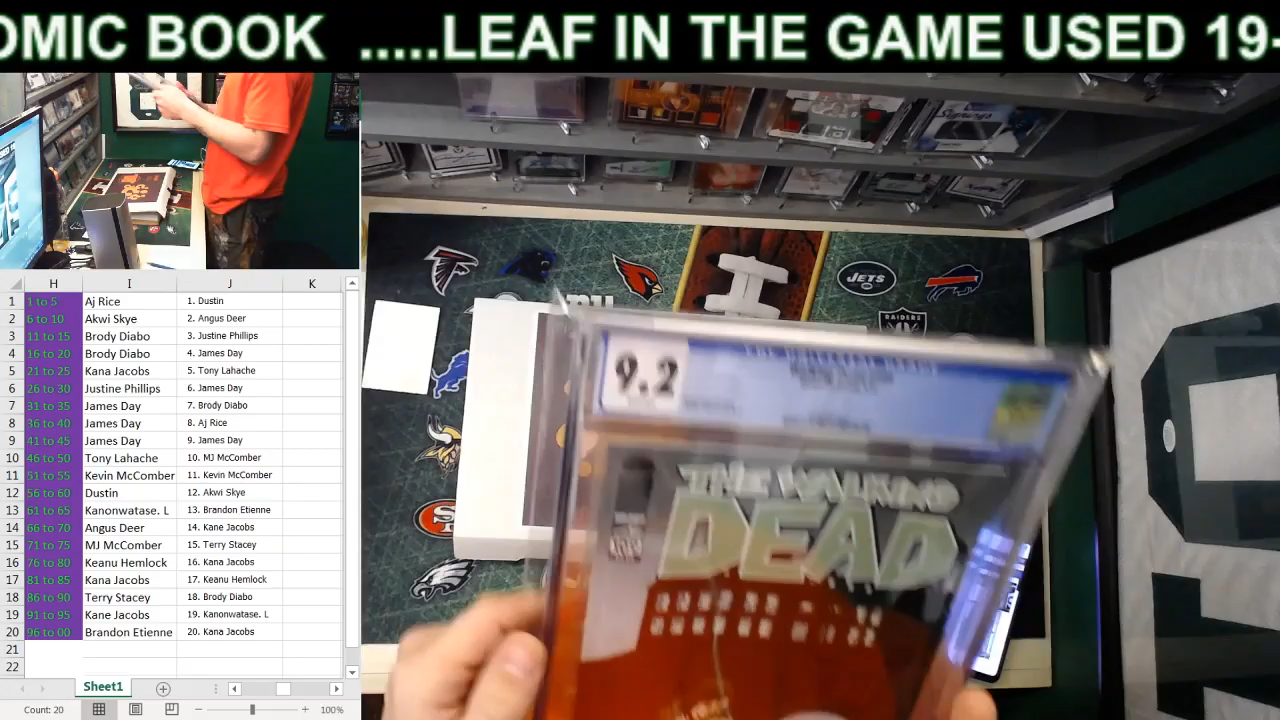 OMIC BOOK .....LEAF IN THE GAME USED 19-
H I J K
1 1 to 5 Aj Rice 1. Dustin
2 6 to 10 Akwi Skye 2. Angus Deer
3 11 to 15 Brody Diabo 3. Justine Phillips
4 16 to 20 Brody Diabo 4. James Day
5 21 to 25 Kana Jacobs 5. Tony Lahache
6 26 to 30 Justine Phillips 6. James Day
7 31 to 35 James Day 7. Brody Diabo
8 36 to 40 James Day 8. Aj Rice
9 41 to 45 James Day 9. James Day
10 46 to 50 Tony Lahache 10. MJ McComber
11 51 to 55 Kevin McComber 11. Kevin McComber
12 56 to 60 Dustin 12. Akwi Skye
13 61 to 65 Kanonwatase. L 13. Brandon Etienne
14 66 to 70 Angus Deer 14. Kane Jacobs
15 71 to 75 MJ McComber 15. Terry Stacey
16 76 to 80 Keanu Hemlock 16. Kana Jacobs
17 81 to 85 Kana Jacobs 17. Keanu Hemlock
18 86 to 90 Terry Stacey 18. Brody Diabo
19 91 to 95 Kane Jacobs 19. Kanonwatase. L
20 96 to 00 Brandon Etienne 20. Kana Jacobs
21
22
Sheet1
Count: 20 100%
JETS
RAIDERS
9.2
THE WALKING
DEAD